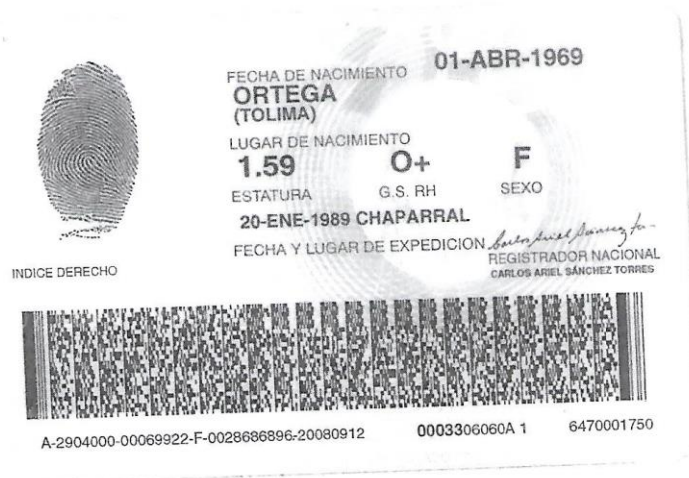 FECHA DE NACIMIENTO 01-ABR-1969
ORTEGA
(TOLIMA)
LUGAR DE NACIMIENTO
1.59 O+ F
ESTATURA G.S. RH SEXO
20-ENE-1989 CHAPARRAL
FECHA Y LUGAR DE EXPEDICION
REGISTRADOR NACIONAL
CARLOS ARIEL SÁNCHEZ TORRES
INDICE DERECHO
A-2904000-00069922-F-0028686896-20080912 0003306060A 1 6470001750